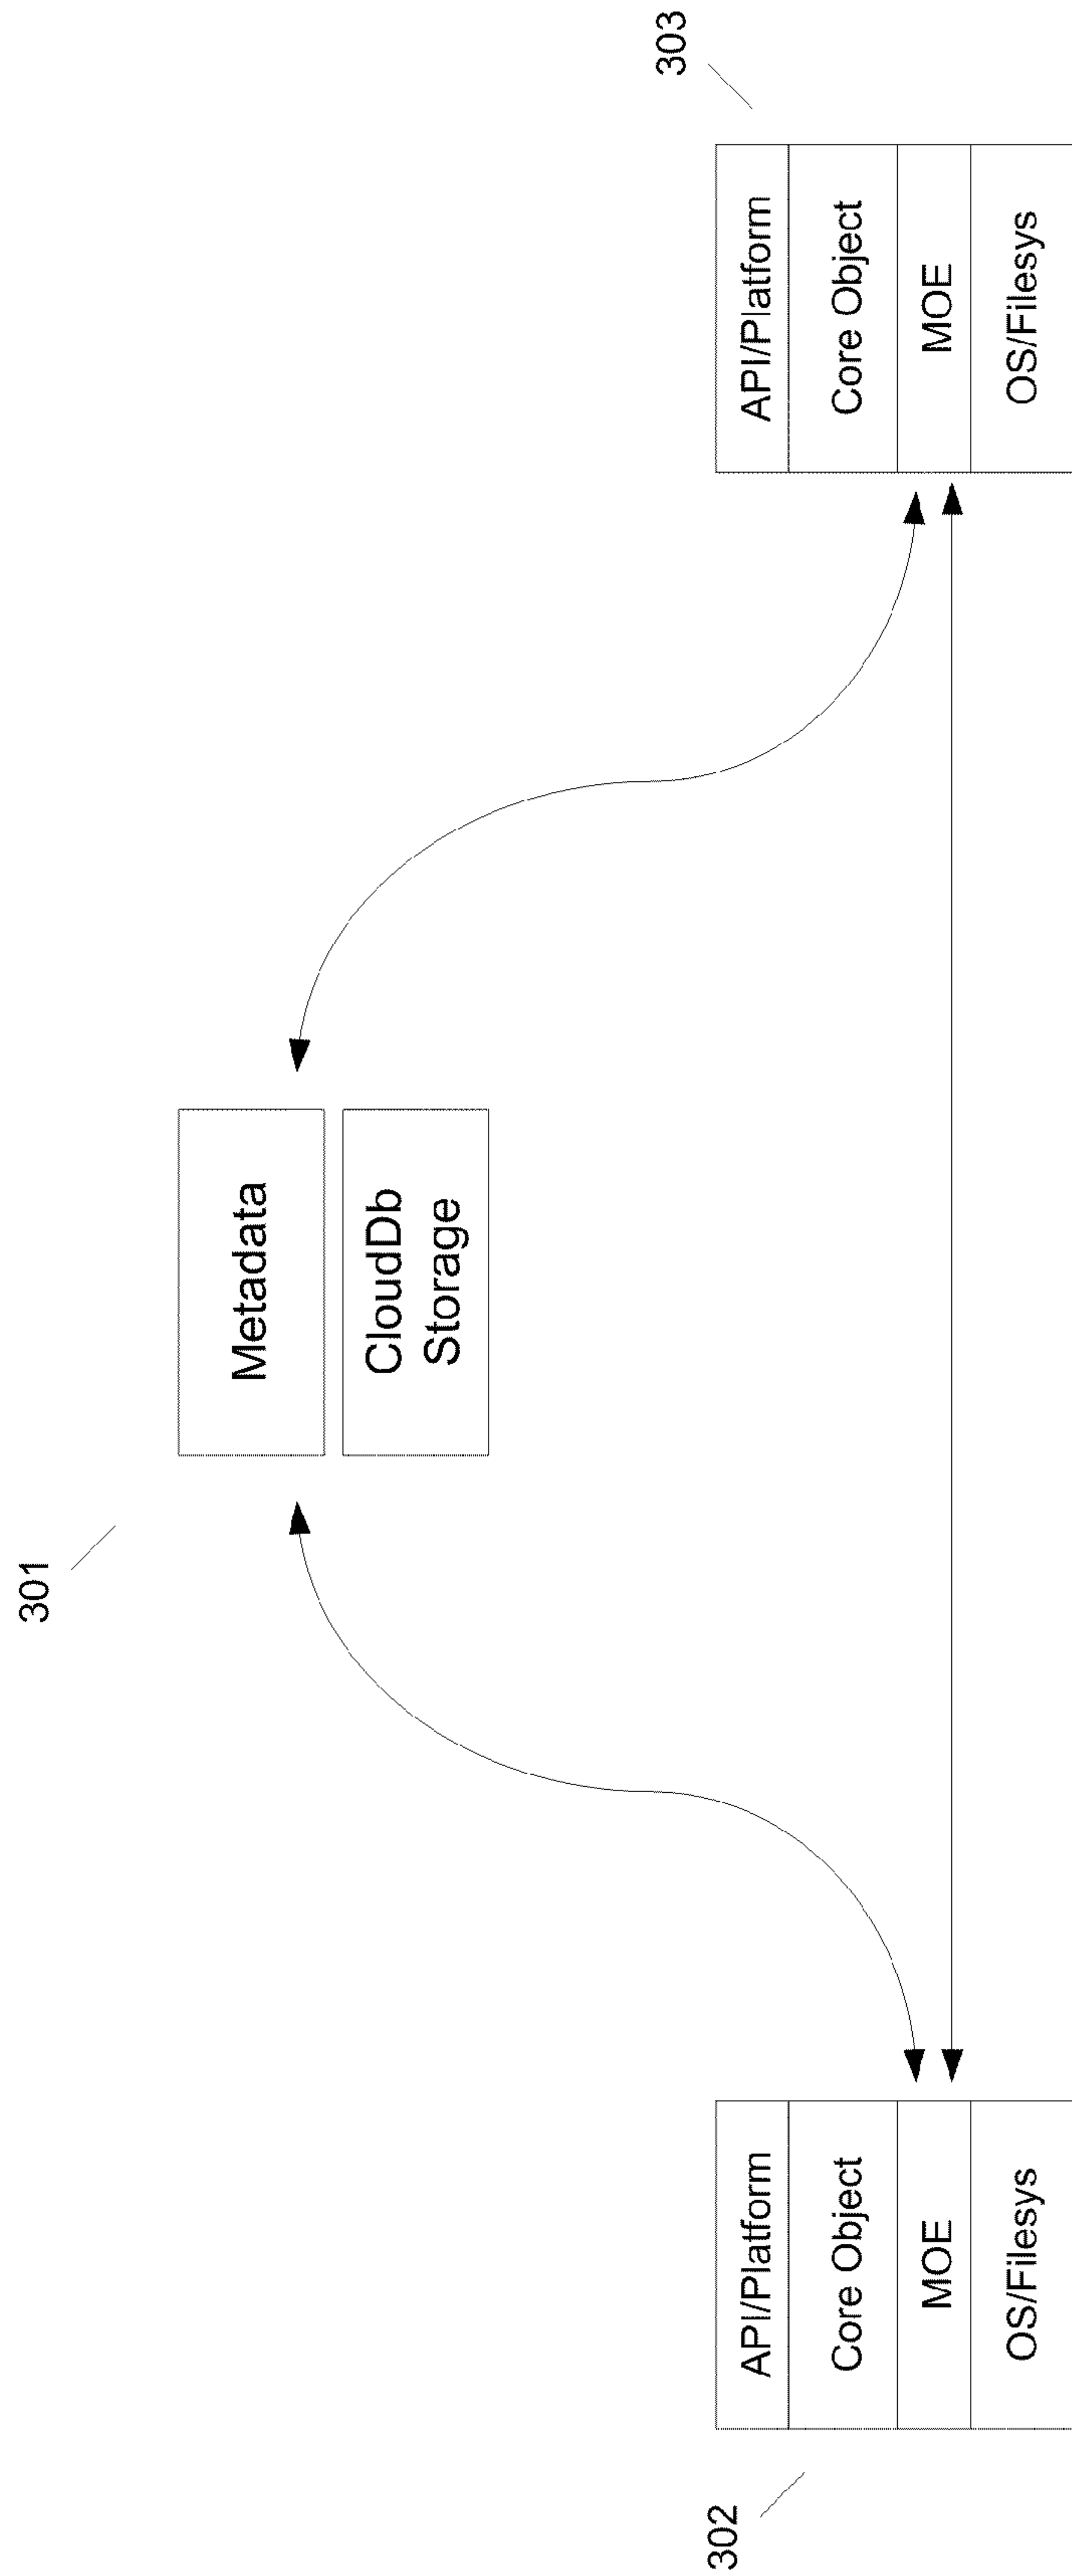 301
Metadata
CloudDb
Storage
302
API/Platform
Core Object
MOE
OS/Filesys
303
API/Platform
Core Object
MOE
OS/Filesys